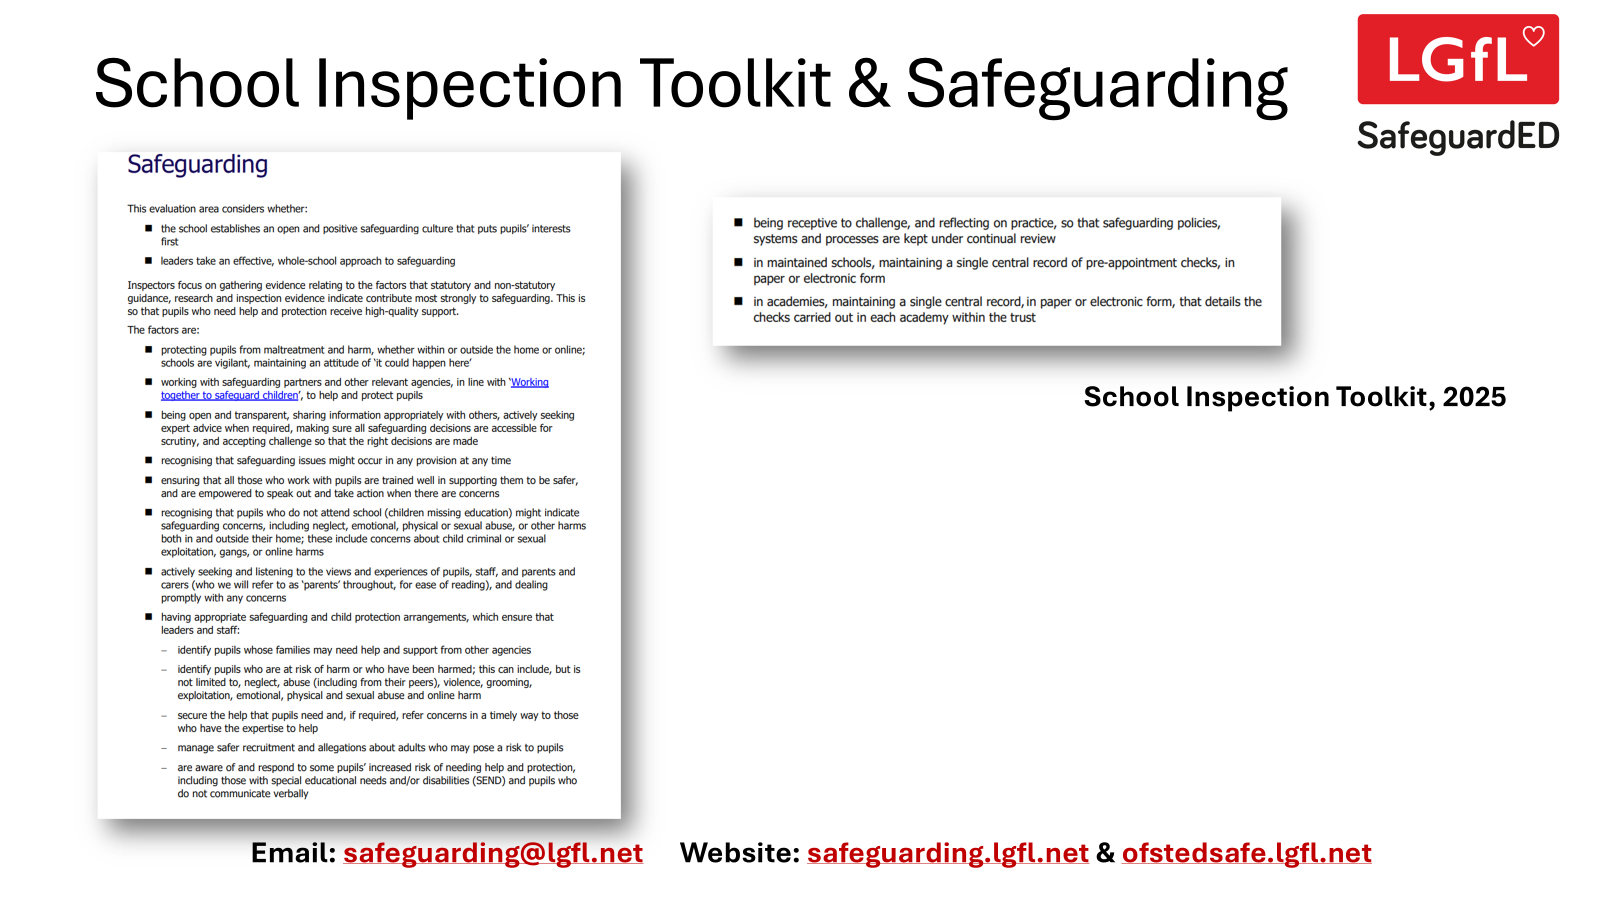 School Inspection Toolkit & Safeguarding
LGfL
SafeguardED
Safeguarding
This evaluation area considers whether:
■ the school establishes an open and positive safeguarding culture that puts pupils’ interests
first
■ leaders take an effective, whole-school approach to safeguarding
Inspectors focus on gathering evidence relating to the factors that statutory and non-statutory
guidance, research and inspection evidence indicate contribute most strongly to safeguarding. This is
so that pupils who need help and protection receive high-quality support.
The factors are:
■ protecting pupils from maltreatment and harm, whether within or outside the home or online;
schools are vigilant, maintaining an attitude of ‘it could happen here’
■ working with safeguarding partners and other relevant agencies, in line with ‘Working
together to safeguard children’, to help and protect pupils
■ being open and transparent, sharing information appropriately with others, actively seeking
expert advice when required, making sure all safeguarding decisions are accessible for
scrutiny, and accepting challenge so that the right decisions are made
■ recognising that safeguarding issues might occur in any provision at any time
■ ensuring that all those who work with pupils are trained well in supporting them to be safer,
and are empowered to speak out and take action when there are concerns
■ recognising that pupils who do not attend school (children missing education) might indicate
safeguarding concerns, including neglect, emotional, physical or sexual abuse, or other harms
both in and outside their home; these include concerns about child criminal or sexual
exploitation, gangs, or online harms
■ actively seeking and listening to the views and experiences of pupils, staff, and parents and
carers (who we will refer to as ‘parents’ throughout, for ease of reading), and dealing
promptly with any concerns
■ having appropriate safeguarding and child protection arrangements, which ensure that
leaders and staff:
– identify pupils whose families may need help and support from other agencies
– identify pupils who are at risk of harm or who have been harmed; this can include, but is
not limited to, neglect, abuse (including from their peers), violence, grooming,
exploitation, emotional, physical and sexual abuse and online harm
– secure the help that pupils need and, if required, refer concerns in a timely way to those
who have the expertise to help
– manage safer recruitment and allegations about adults who may pose a risk to pupils
– are aware of and respond to some pupils’ increased risk of needing help and protection,
including those with special educational needs and/or disabilities (SEND) and pupils who
do not communicate verbally
■ being receptive to challenge, and reflecting on practice, so that safeguarding policies,
systems and processes are kept under continual review
■ in maintained schools, maintaining a single central record of pre-appointment checks, in
paper or electronic form
■ in academies, maintaining a single central record, in paper or electronic form, that details the
checks carried out in each academy within the trust
School Inspection Toolkit, 2025
Email: safeguarding@lgfl.net Website: safeguarding.lgfl.net & ofstedsafe.lgfl.net